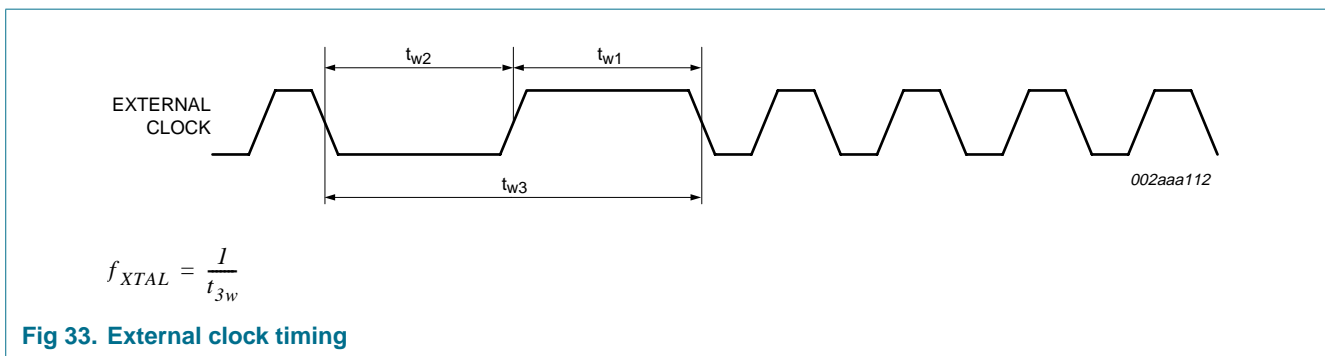 t_w2
t_w1
EXTERNAL
CLOCK
t_w3
002aaa112
f_XTAL = 1 / t_3w
Fig 33. External clock timing